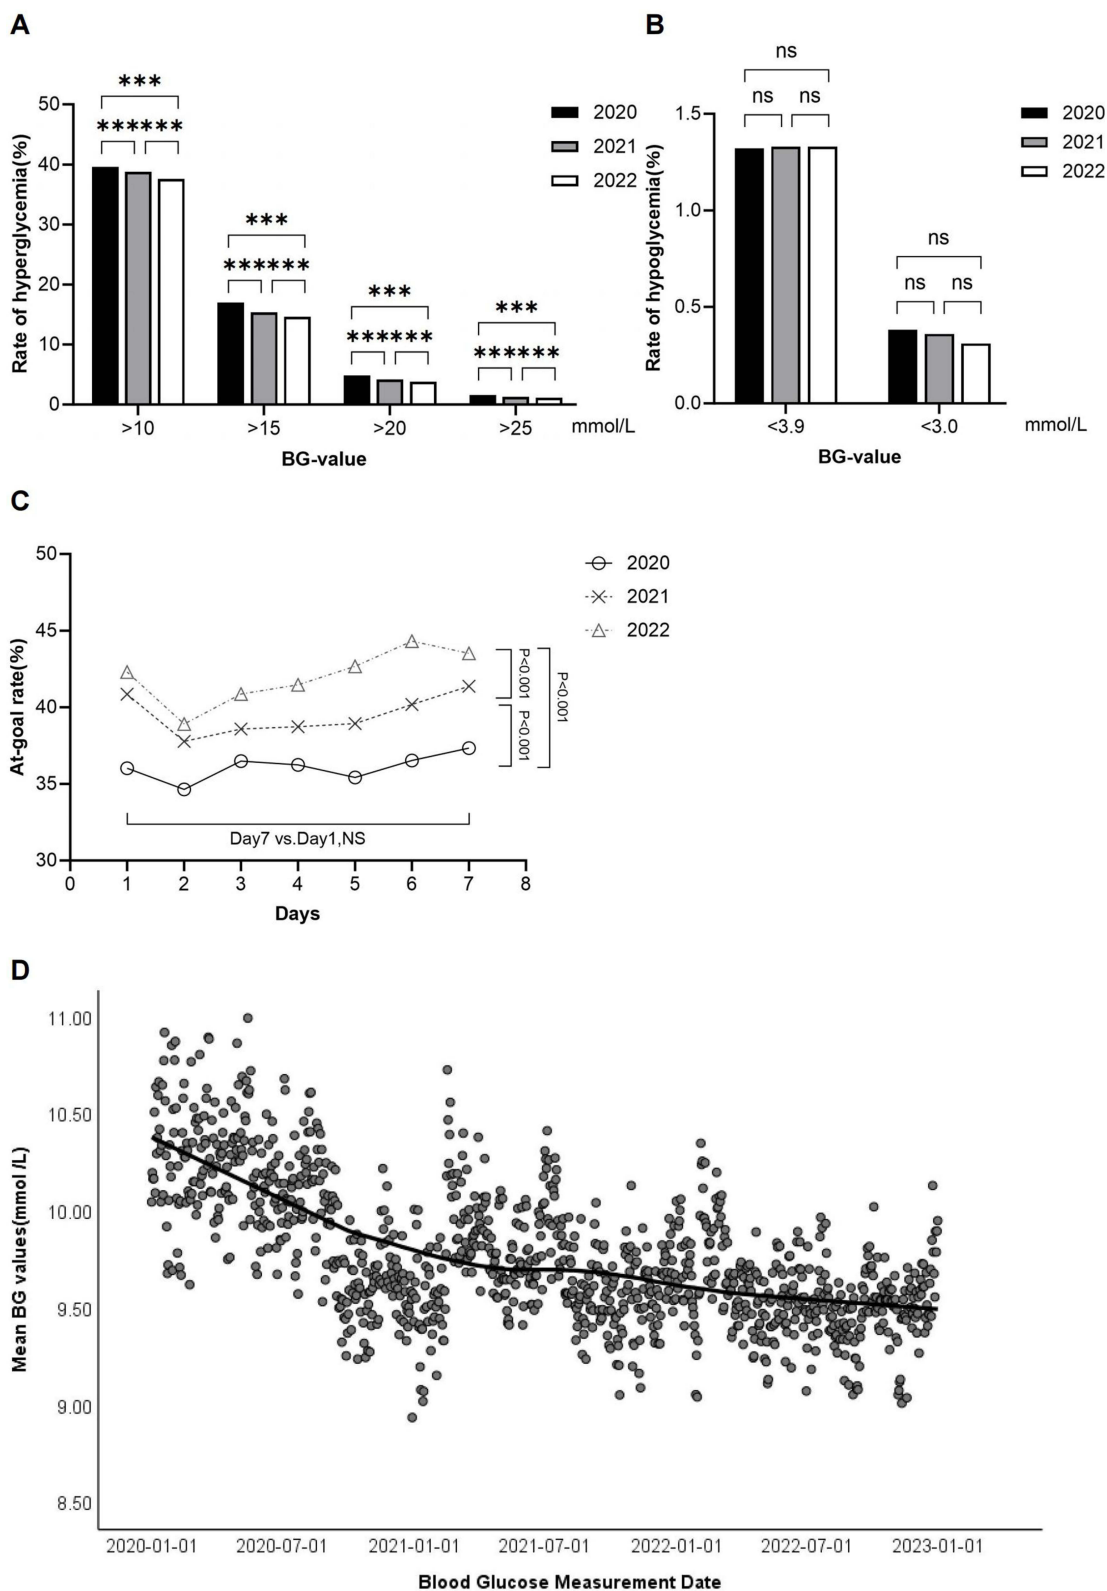 A
Rate of hyperglycemia(%)
50
40
30
20
10
0
***
***
***
***
***
***
***
***
***
***
***
***
>10
>15
>20
>25
mmol/L
BG-value
2020
2021
2022
B
Rate of hypoglycemia(%)
1.5
1.0
0.5
0.0
ns
ns
ns
ns
ns
ns
<3.9
<3.0
mmol/L
BG-value
2020
2021
2022
C
At-goal rate(%)
50
45
40
35
30
P<0.001
P<0.001
P<0.001
Day7 vs.Day1,NS
0
1
2
3
4
5
6
7
8
Days
2020
2021
2022
D
Mean BG values(mmol /L)
11.00
10.50
10.00
9.50
9.00
8.50
2020-01-01
2020-07-01
2021-01-01
2021-07-01
2022-01-01
2022-07-01
2023-01-01
Blood Glucose Measurement Date